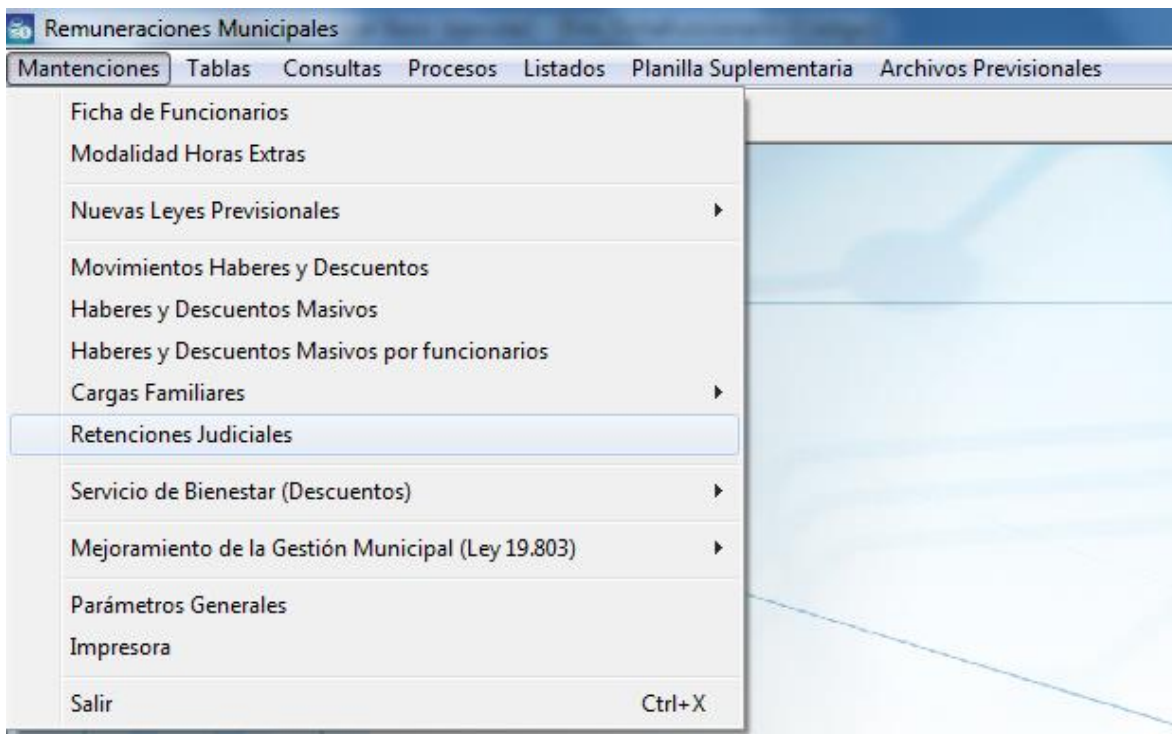 Remuneraciones Municipales
Mantenciones Tablas Consultas Procesos Listados Planilla Suplementaria Archivos Previsionales
Ficha de Funcionarios
Modalidad Horas Extras
Nuevas Leyes Previsionales
Movimientos Haberes y Descuentos
Haberes y Descuentos Masivos
Haberes y Descuentos Masivos por funcionarios
Cargas Familiares
Retenciones Judiciales
Servicio de Bienestar (Descuentos)
Mejoramiento de la Gestión Municipal (Ley 19.803)
Parámetros Generales
Impresora
Salir Ctrl+X